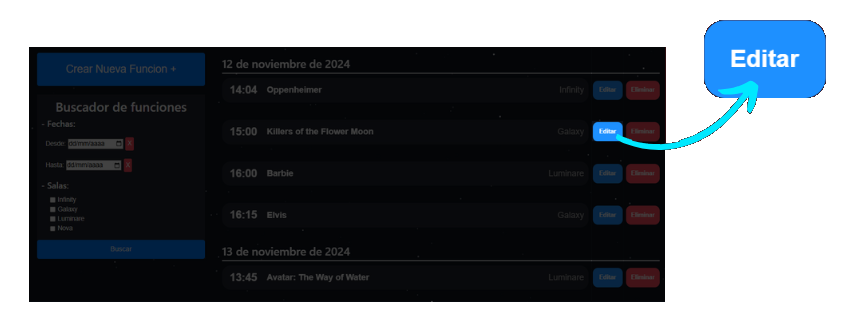 Editar
Crear Nueva Funcion +
Buscador de funciones
- Fechas:
Desde: dd/mm/aaaa X
Hasta: dd/mm/aaaa X
- Salas:
Infinity
Galaxy
Luminare
Nova
Buscar
12 de noviembre de 2024
14:04 Oppenheimer Infinity Editar Eliminar
15:00 Killers of the Flower Moon Galaxy Editar Eliminar
16:00 Barbie Luminare Editar Eliminar
16:15 Elvis Galaxy Editar Eliminar
13 de noviembre de 2024
13:45 Avatar: The Way of Water Luminare Editar Eliminar